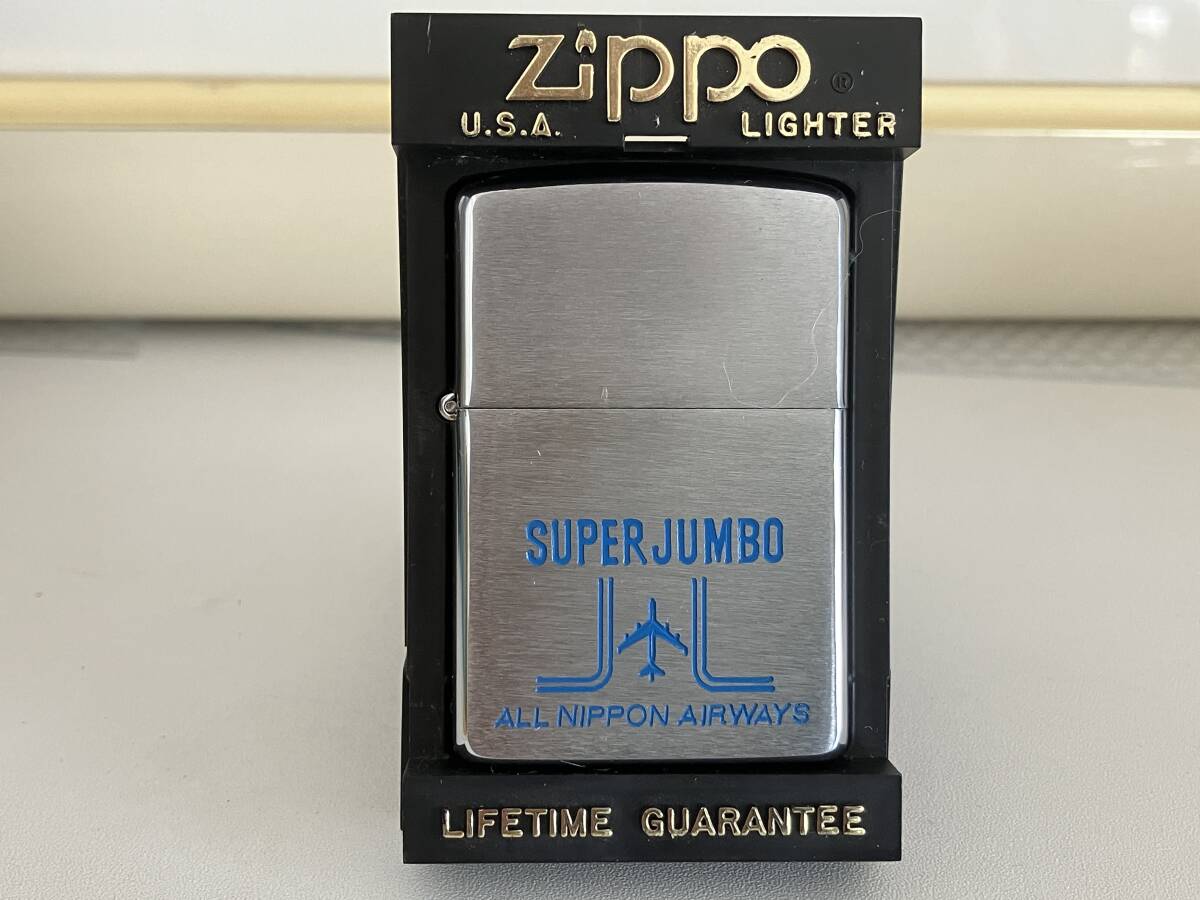 Zippo ®
U.S.A. LIGHTER
SUPER JUMBO
ALL NIPPON AIRWAYS
LIFETIME GUARANTEE